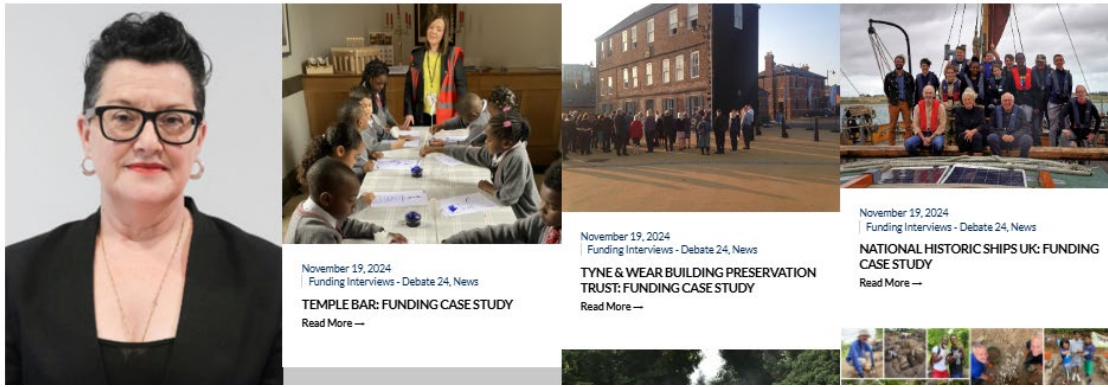 November 19, 2024
Funding Interviews - Debate 24, News
TEMPLE BAR: FUNDING CASE STUDY
Read More →
November 19, 2024
Funding Interviews - Debate 24, News
TYNE & WEAR BUILDING PRESERVATION
TRUST: FUNDING CASE STUDY
Read More →
November 19, 2024
Funding Interviews - Debate 24, News
NATIONAL HISTORIC SHIPS UK: FUNDING
CASE STUDY
Read More →